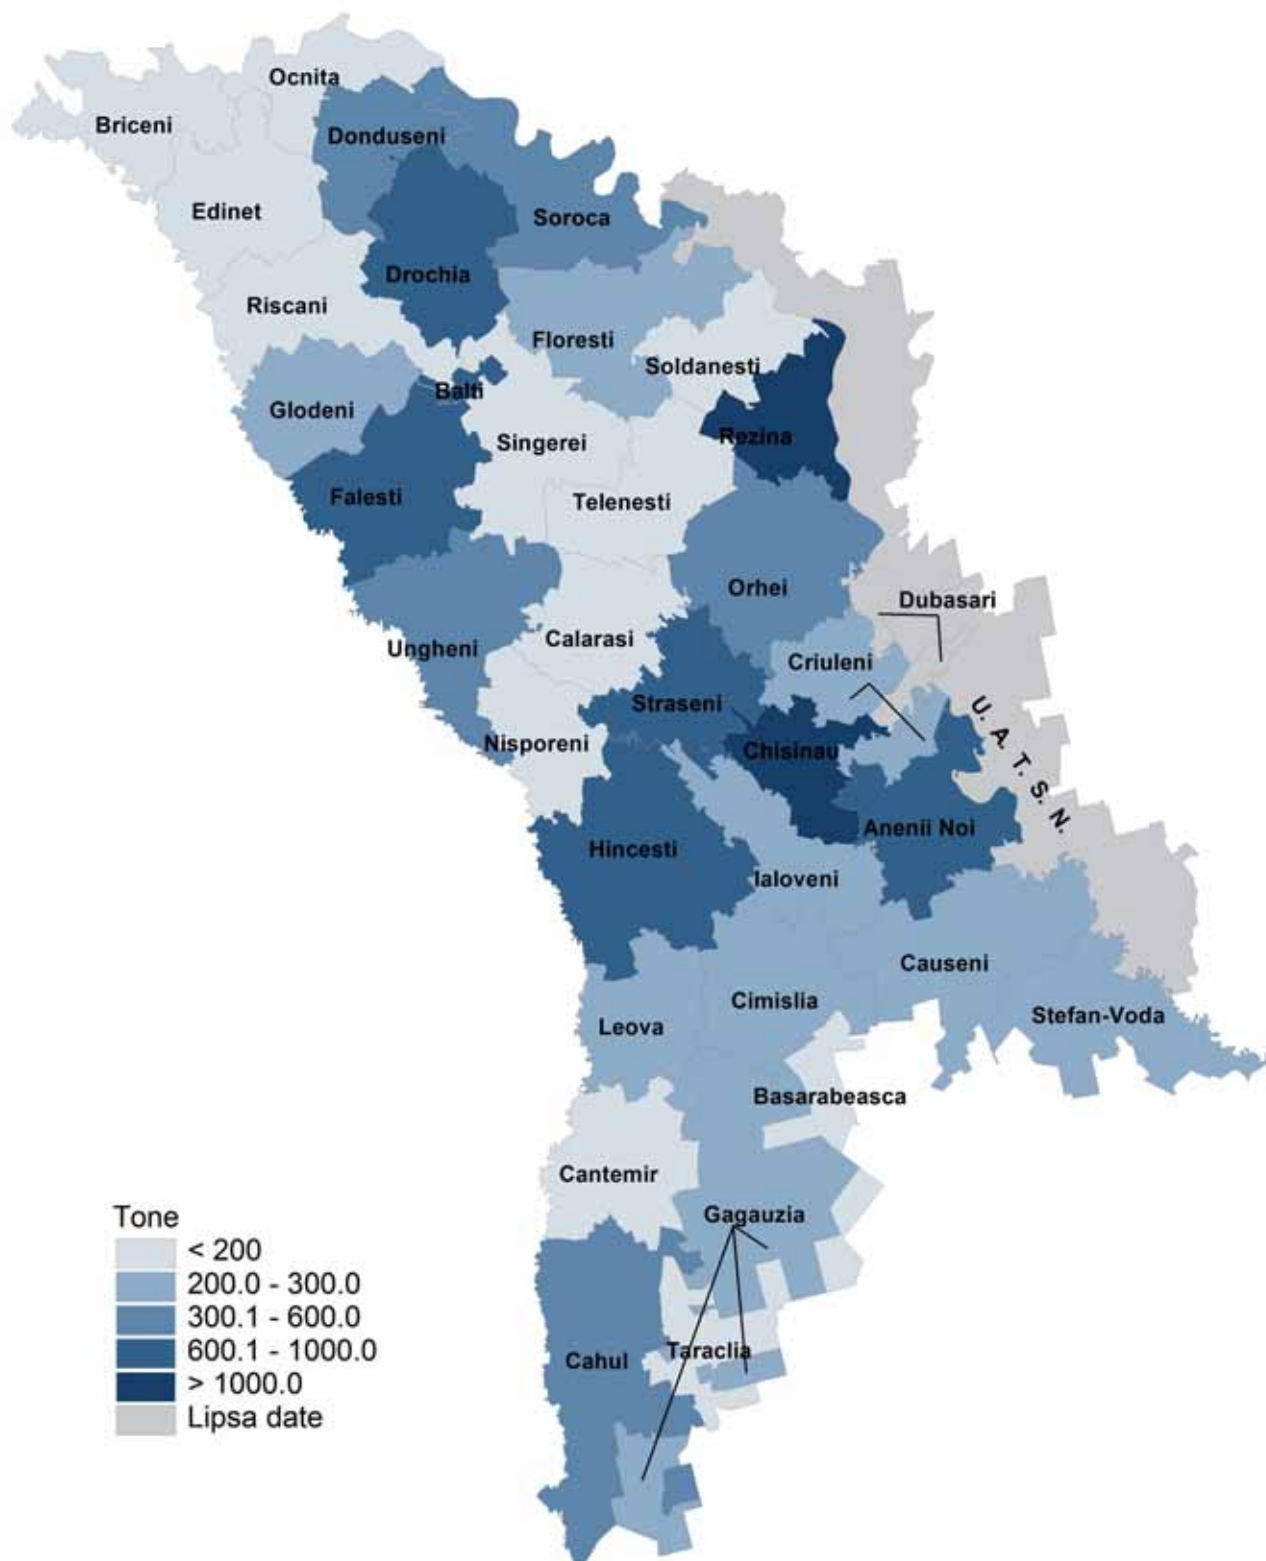 Ocnita
Briceni
Donduseni
Edinet
Soroca
Drochia
Riscani
Floresti
Soldanesti
Balti
Glodeni
Rezina
Singerei
Falesti
Telenesti
Orhei
Dubasari
Calarasi
Ungheni
Criuleni
Straseni
U. A. T. S. N.
Nisporeni
Chisinau
Anenii Noi
Hincesti
Ialoveni
Causeni
Cimislia
Stefan-Voda
Leova
Basarabeasca
Cantemir
Gagauzia
Taraclia
Cahul
Tone
< 200
200.0 - 300.0
300.1 - 600.0
600.1 - 1000.0
> 1000.0
Lipsa date